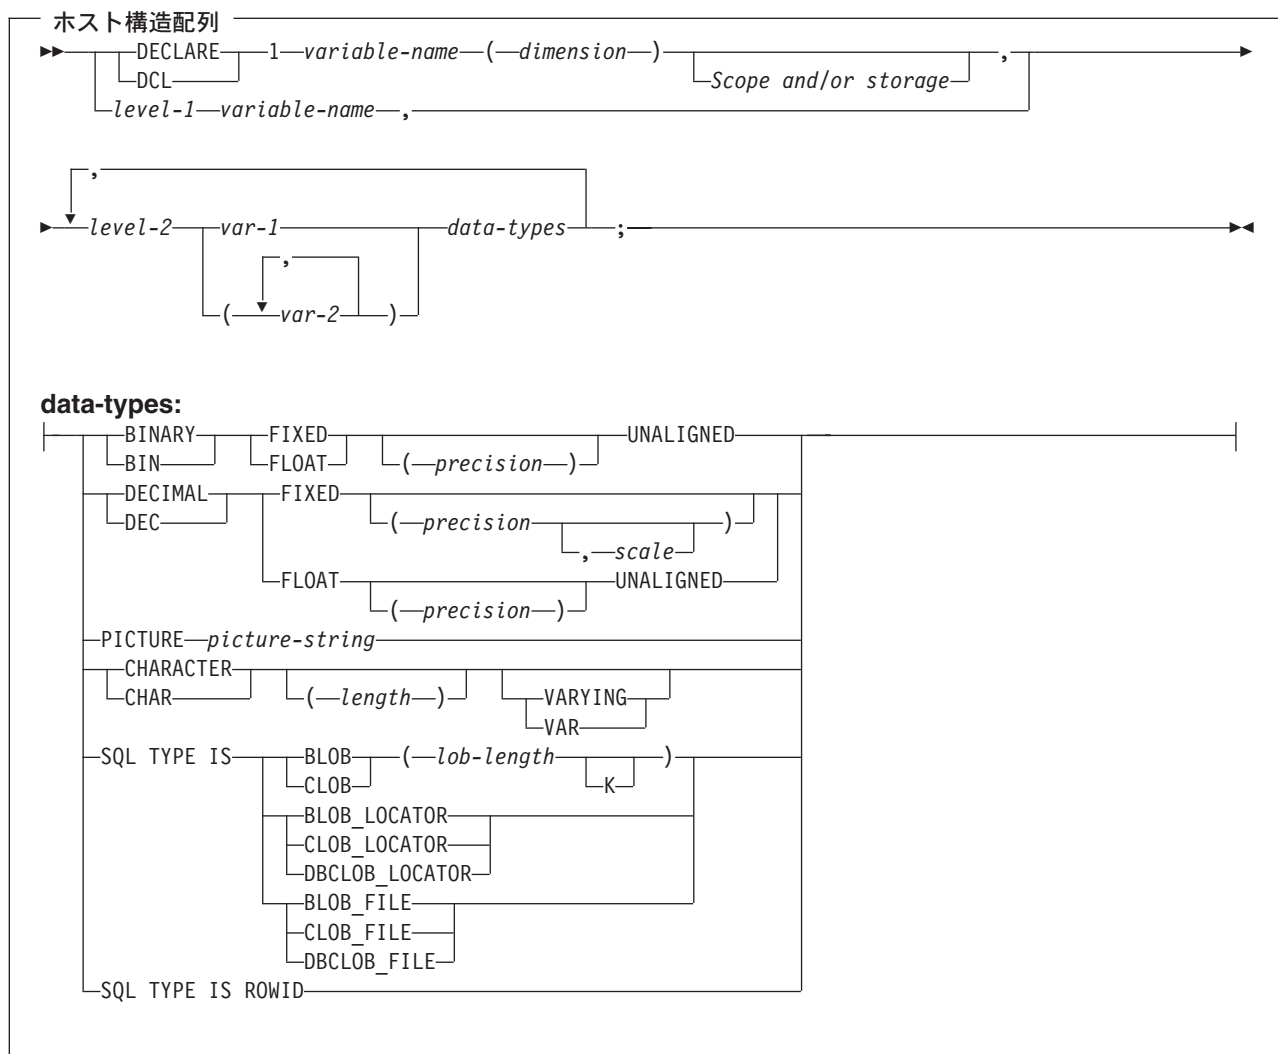 ホスト構造配列
DECLARE 1 variable-name ( dimension ) ,
DCL Scope and/or storage
level-1 variable-name ,
,
level-2 var-1 data-types ;
,
( var-2 )
data-types:
BINARY FIXED UNALIGNED
BIN FLOAT ( precision )
DECIMAL FIXED
DEC ( precision )
, scale
FLOAT UNALIGNED
( precision )
PICTURE picture-string
CHARACTER
CHAR ( length ) VARYING
VAR
SQL TYPE IS BLOB ( lob-length )
CLOB K
BLOB_LOCATOR
CLOB_LOCATOR
DBCLOB_LOCATOR
BLOB_FILE
CLOB_FILE
DBCLOB_FILE
SQL TYPE IS ROWID